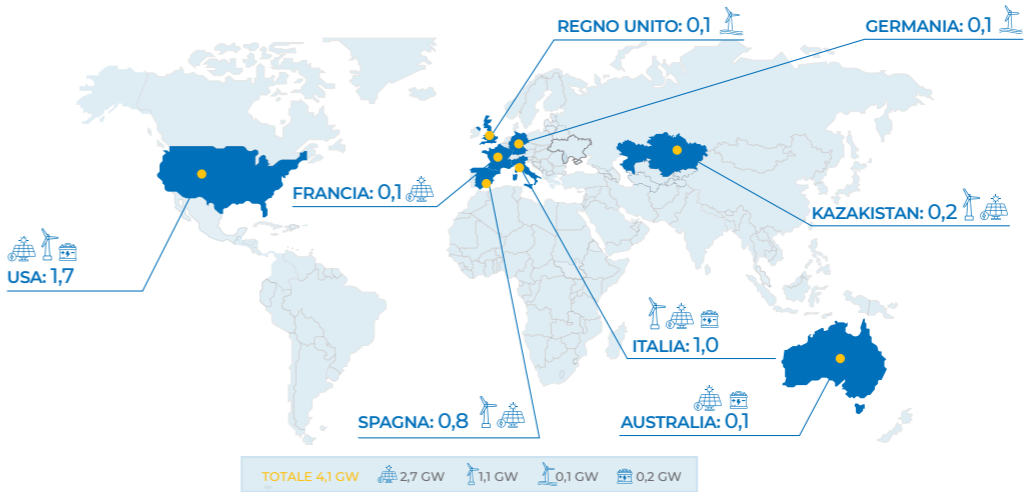 REGNO UNITO: 0,1
GERMANIA: 0,1
FRANCIA: 0,1
KAZAKISTAN: 0,2
USA: 1,7
ITALIA: 1,0
SPAGNA: 0,8
AUSTRALIA: 0,1
TOTALE 4,1 GW 2,7 GW 1,1 GW 0,1 GW 0,2 GW